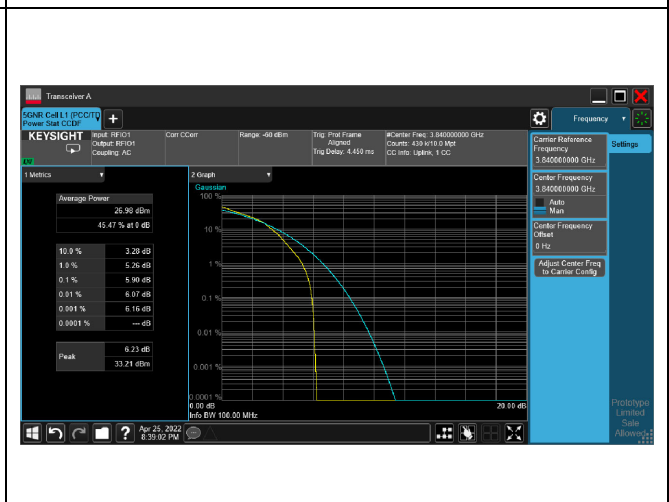 Transceiver A
5GNR Cell L1 (PCC/TD
Power Stat CCDF
Frequency
KEYSIGHT
Input: RFIO1
Output: RFIO1
Coupling: AC
Corr CCorr
Range: -60 dBm
Trig: Prot Frame
Aligned
Trig Delay: 4.450 ms
#Center Freq: 3.840000000 GHz
Counts: 439 k/10.0 Mpt
CC Info: Uplink, 1 CC
1 Metrics
2 Graph
Average Power
26.98 dBm
45.47 % at 0 dB
10.0 % 3.28 dB
1.0 % 5.26 dB
0.1 % 5.90 dB
0.01 % 6.07 dB
0.001 % 6.16 dB
0.0001 % --- dB
Peak
6.23 dB
33.21 dBm
Gaussian
100 %
10 %
1 %
0.1 %
0.01 %
0.001 %
0.0001 %
0.00 dB
20.00 dB
Info BW 100.00 MHz
Carrier Reference
Frequency
3.840000000 GHz
Center Frequency
3.840000000 GHz
Auto
Man
Center Frequency
Offset
0 Hz
Adjust Center Freq
to Carrier Config
Settings
Prototype
Limited
Sale
Allowed
?
Apr 25, 2022
8:39:02 PM